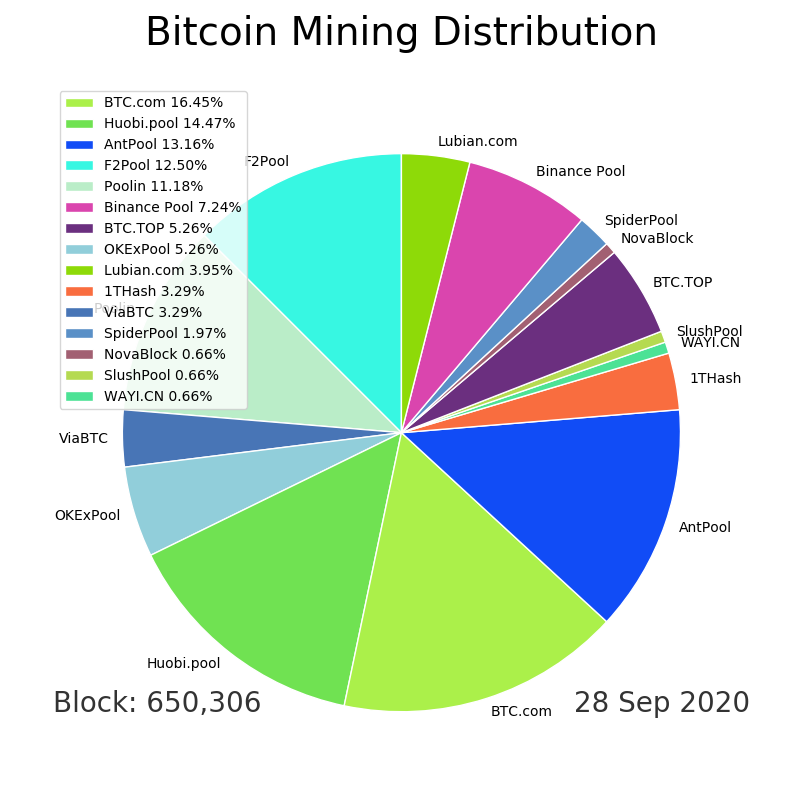 Bitcoin Mining Distribution
BTC.com 16.45%
Huobi.pool 14.47%
AntPool 13.16%
F2Pool 12.50%
Poolin 11.18%
Binance Pool 7.24%
BTC.TOP 5.26%
OKExPool 5.26%
Lubian.com 3.95%
1THash 3.29%
ViaBTC 3.29%
SpiderPool 1.97%
NovaBlock 0.66%
SlushPool 0.66%
WAYI.CN 0.66%
F2Pool
Lubian.com
Binance Pool
SpiderPool
NovaBlock
BTC.TOP
Poolin
SlushPool
WAYI.CN
1THash
ViaBTC
OKExPool
AntPool
Huobi.pool
BTC.com
Block: 650,306
28 Sep 2020